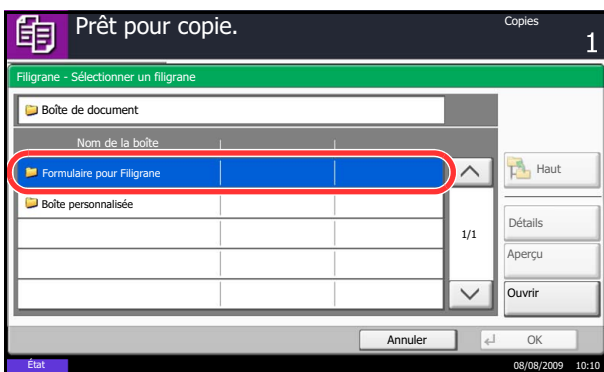 Prêt pour copie.
Copies
1
Filigrane - Sélectionner un filigrane
Boîte de document
Nom de la boîte
Formulaire pour Filigrane
Boîte personnalisée
1/1
Haut
Détails
Aperçu
Ouvrir
Annuler
OK
État
08/08/2009 10:10